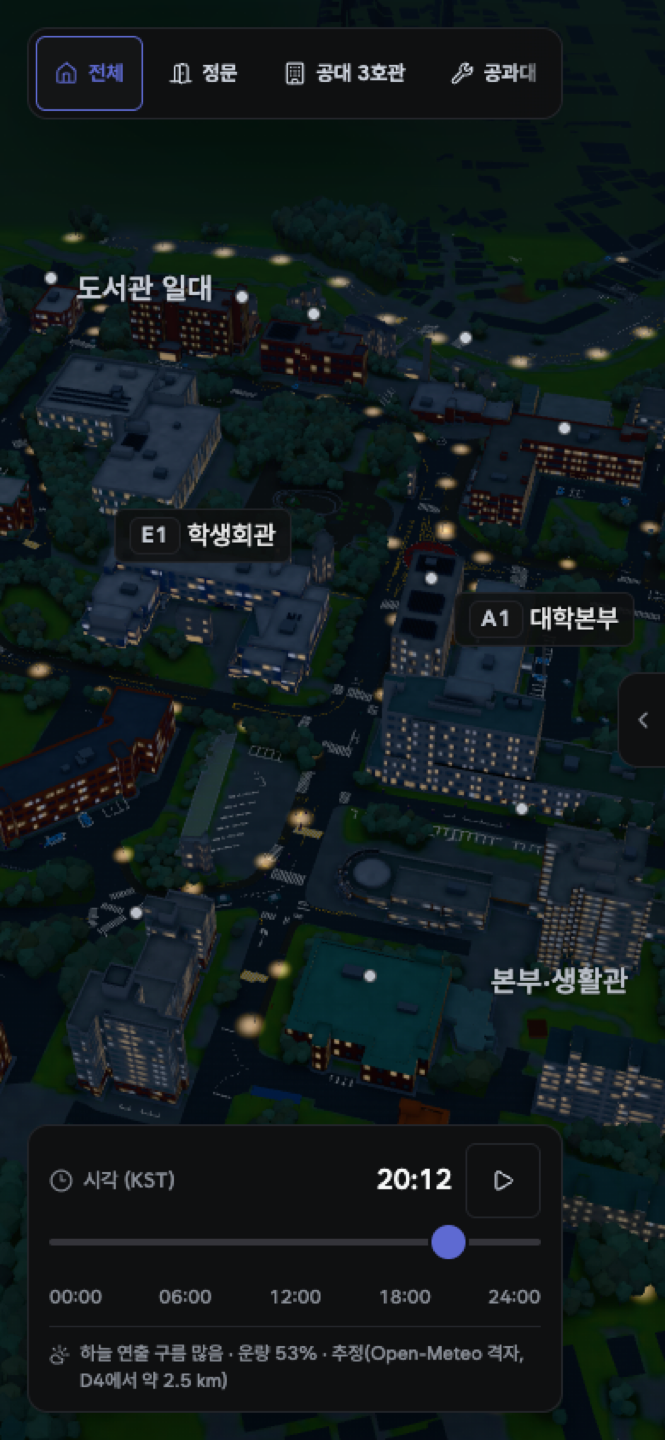 전체 정문 공대 3호관 공과대
도서관 일대
E1 학생회관
A1 대학본부
본부·생활관
시각 (KST) 20:12
00:00 06:00 12:00 18:00 24:00
하늘 연출 구름 많음 · 운량 53% · 추정(Open-Meteo 격자,
D4에서 약 2.5 km)